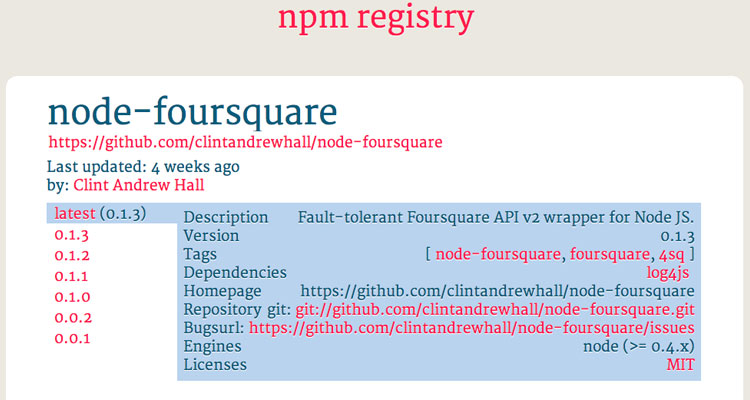 npm registry
node-foursquare
https://github.com/clintandrewhall/node-foursquare
Last updated: 4 weeks ago
by: Clint Andrew Hall
latest (0.1.3)
0.1.3
0.1.2
0.1.1
0.1.0
0.0.2
0.0.1
Description Fault-tolerant Foursquare API v2 wrapper for Node JS.
Version 0.1.3
Tags [ node-foursquare, foursquare, 4sq ]
Dependencies log4js
Homepage https://github.com/clintandrewhall/node-foursquare
Repository git: git://github.com/clintandrewhall/node-foursquare.git
Bugsurl: https://github.com/clintandrewhall/node-foursquare/issues
Engines node (>= 0.4.x)
Licenses MIT